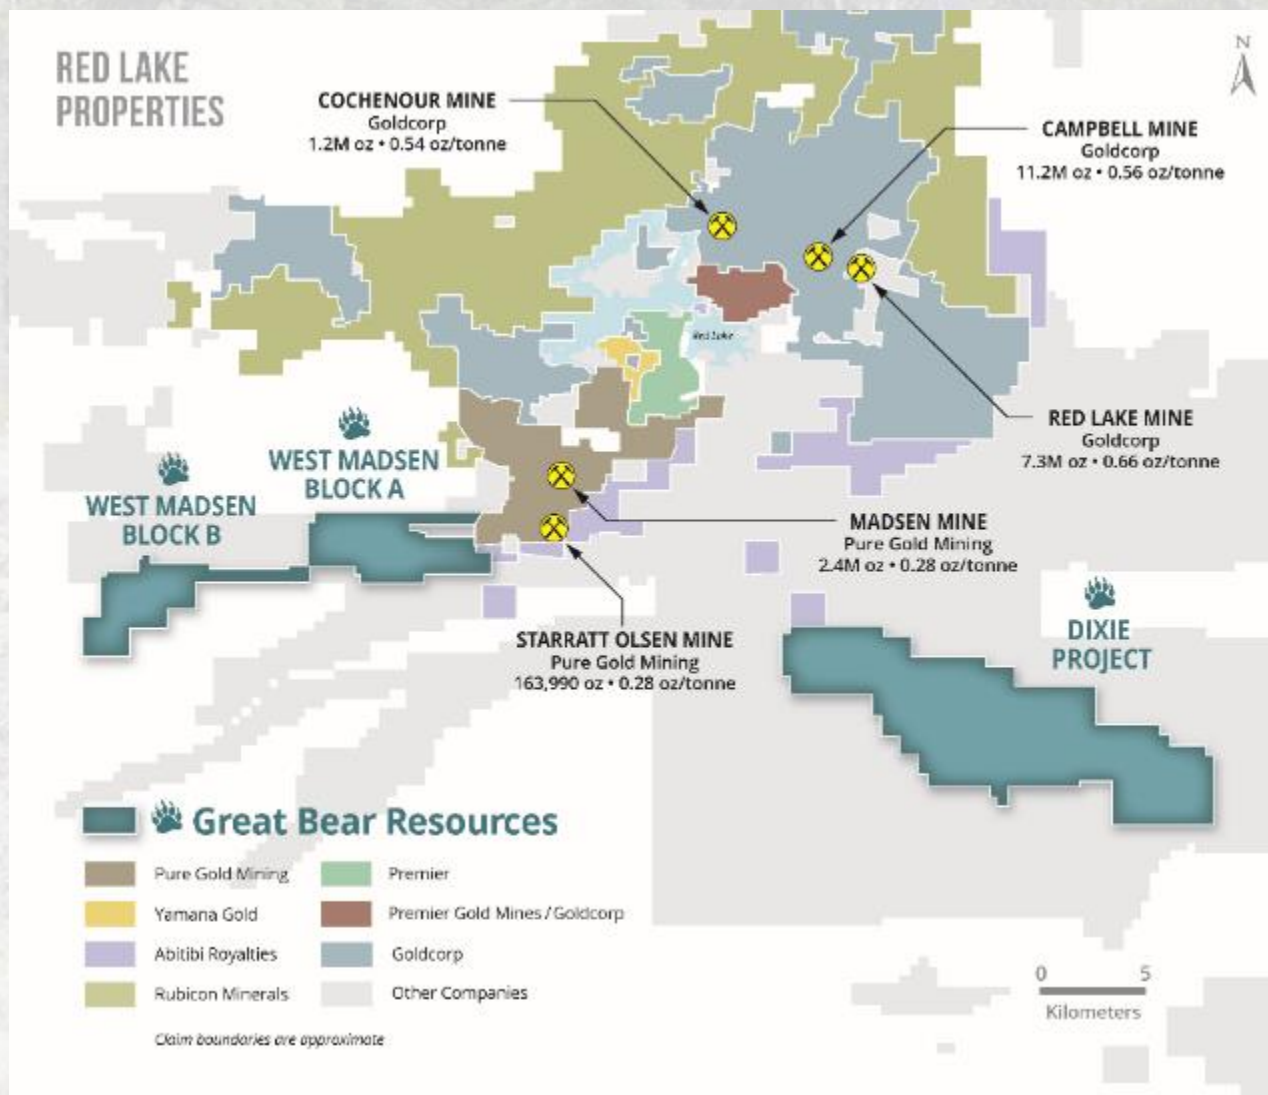 RED LAKE
PROPERTIES
N
COCHENOUR MINE
Goldcorp
1.2M oz • 0.54 oz/tonne
CAMPBELL MINE
Goldcorp
11.2M oz • 0.56 oz/tonne
Red Lake
RED LAKE MINE
Goldcorp
7.3M oz • 0.66 oz/tonne
WEST MADSEN
BLOCK A
WEST MADSEN
BLOCK B
MADSEN MINE
Pure Gold Mining
2.4M oz • 0.28 oz/tonne
STARRATT OLSEN MINE
Pure Gold Mining
163,990 oz • 0.28 oz/tonne
DIXIE
PROJECT
Great Bear Resources
Pure Gold Mining
Premier
Yamana Gold
Premier Gold Mines / Goldcorp
Abitibi Royalties
Goldcorp
Rubicon Minerals
Other Companies
Claim boundaries are approximate
0 5
Kilometers